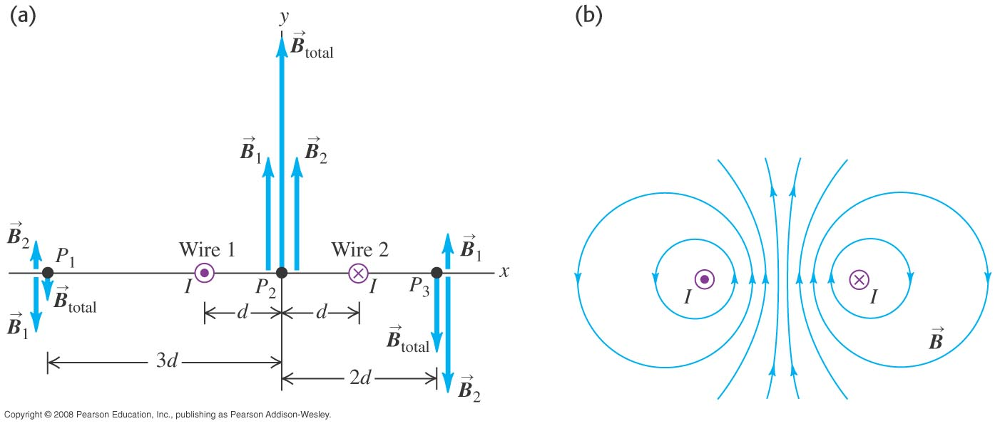 (a)
(b)
y
B⃗total
B⃗1
B⃗2
Wire 1
Wire 2
B⃗2
P1
B⃗1
x
I
P2
I
P3
B⃗total
B⃗1
d
d
B⃗total
3d
2d
B⃗2
I
I
B⃗
Copyright © 2008 Pearson Education, Inc., publishing as Pearson Addison-Wesley.